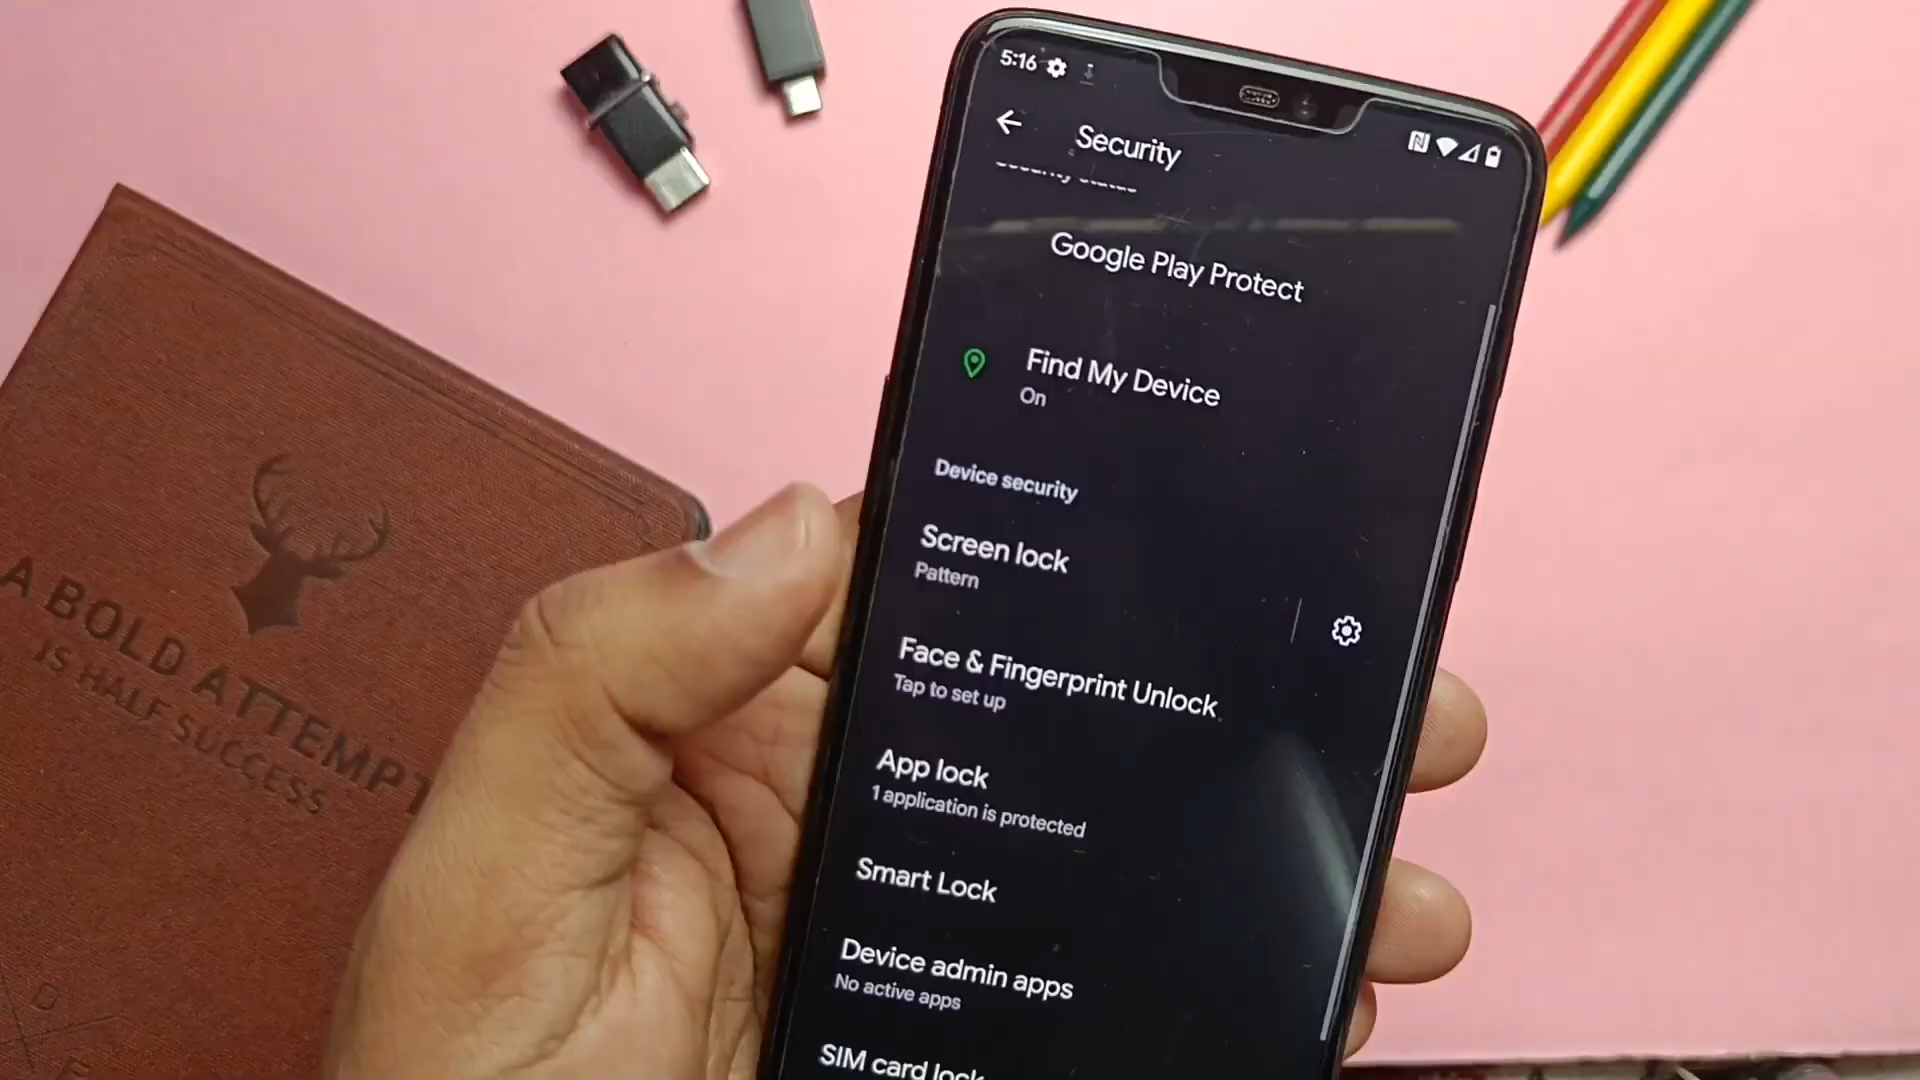 5:16
Security
Security status
Google Play Protect
Find My Device
On
Device security
Screen lock
Pattern
Face & Fingerprint Unlock
Tap to set up
App lock
1 application is protected
Smart Lock
Device admin apps
No active apps
SIM card lock
A BOLD ATTEMPT
IS HALF SUCCESS